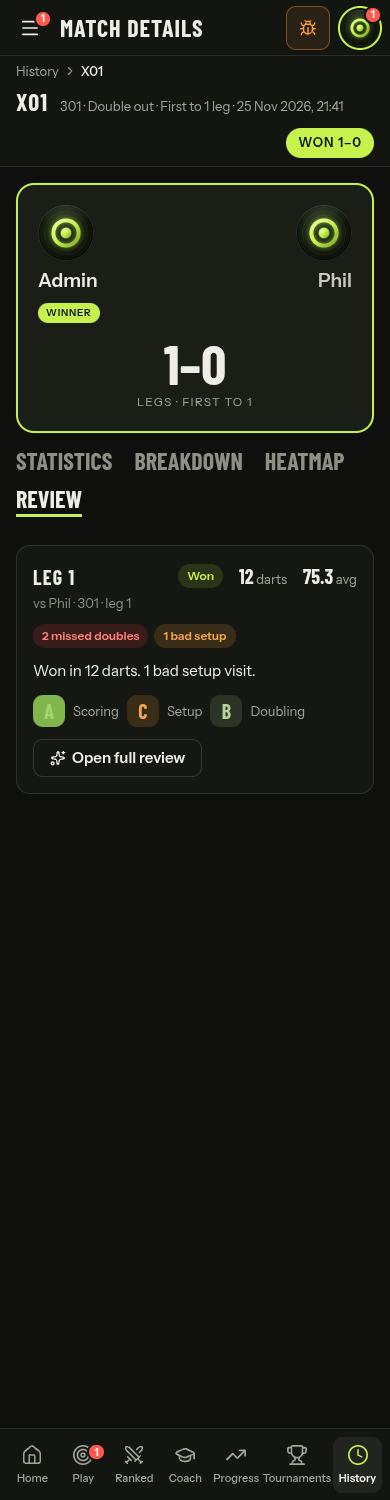 1
MATCH DETAILS
1
History > X01
X01 301 · Double out · First to 1 leg · 25 Nov 2026, 21:41
WON 1–0
Admin Phil
WINNER
1–0
LEGS · FIRST TO 1
STATISTICS BREAKDOWN HEATMAP
REVIEW
LEG 1 Won 12 darts 75.3 avg
vs Phil · 301 · leg 1
2 missed doubles 1 bad setup
Won in 12 darts. 1 bad setup visit.
A Scoring C Setup B Doubling
Open full review
1
Home Play Ranked Coach Progress Tournaments History